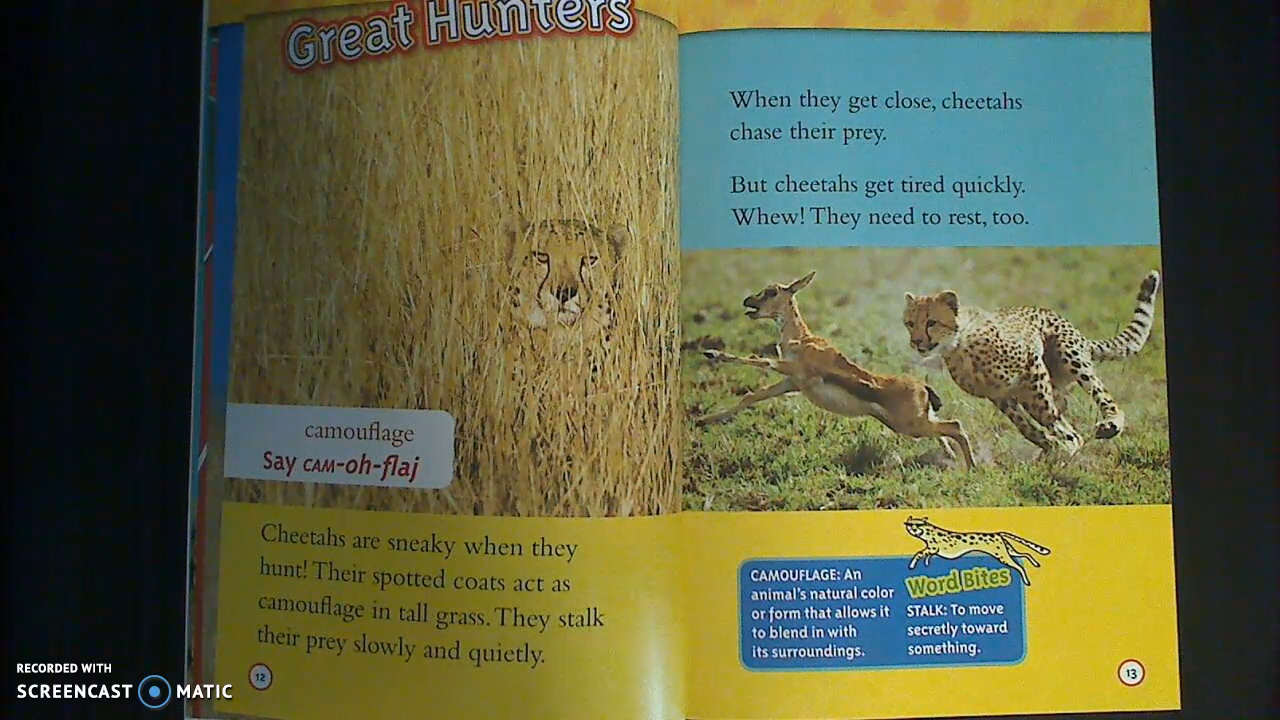 Great Hunters
camouflage
Say CAM-oh-flaj
Cheetahs are sneaky when they
hunt! Their spotted coats act as
camouflage in tall grass. They stalk
their prey slowly and quietly.
12
When they get close, cheetahs
chase their prey.
But cheetahs get tired quickly.
Whew! They need to rest, too.
Word Bites
CAMOUFLAGE: An
animal's natural color
or form that allows it
to blend in with
its surroundings.
STALK: To move
secretly toward
something.
13
RECORDED WITH
SCREENCAST MATIC